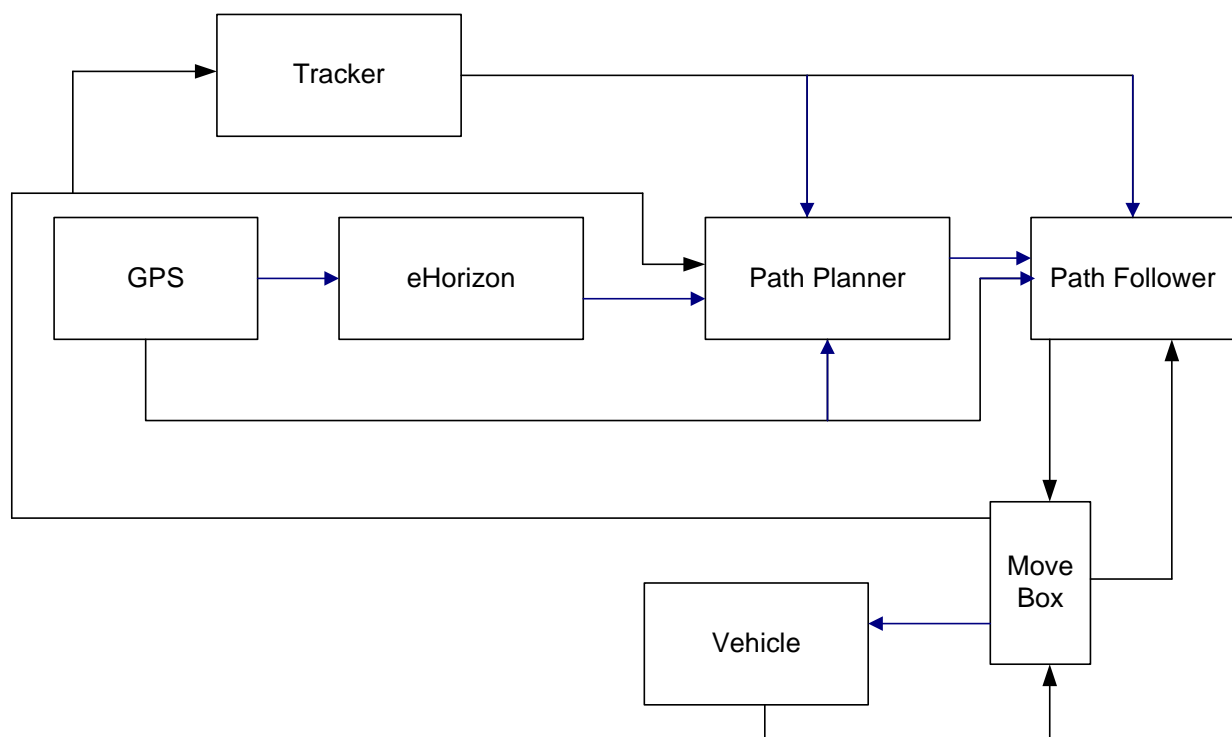 Tracker
GPS
eHorizon
Path Planner
Path Follower
Move
Box
Vehicle